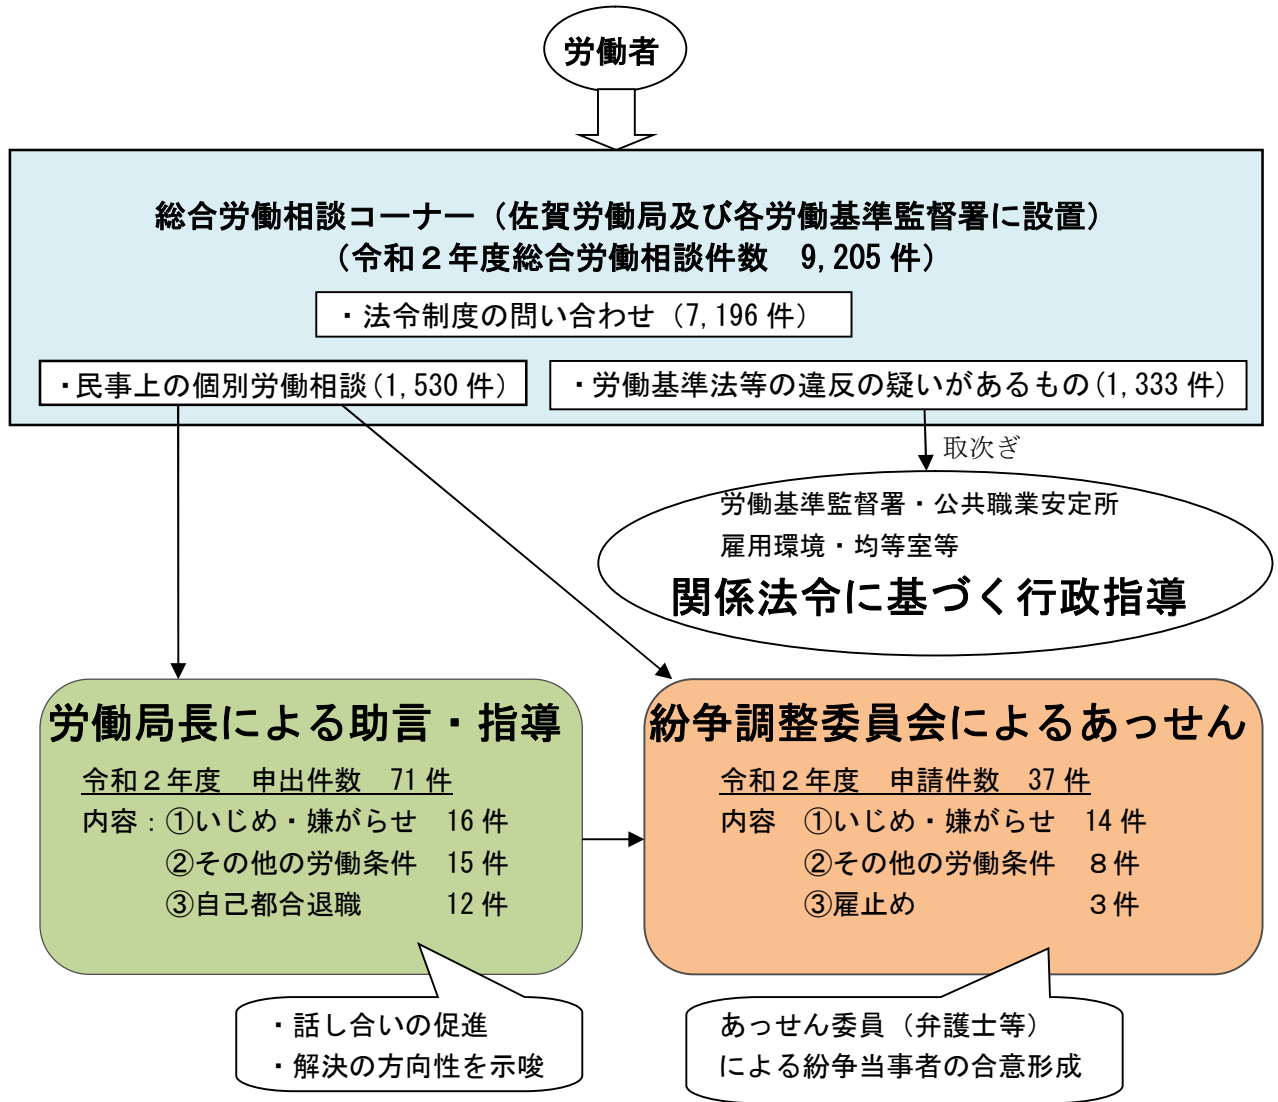 労働者
総合労働相談コーナー（佐賀労働局及び各労働基準監督署に設置）
（令和２年度総合労働相談件数　9,205 件）
・法令制度の問い合わせ（7,196 件）
・民事上の個別労働相談（1,530 件）
・労働基準法等の違反の疑いがあるもの（1,333 件）
取次ぎ
労働基準監督署・公共職業安定所
雇用環境・均等室等
関係法令に基づく行政指導
労働局長による助言・指導
令和２年度　申出件数　71 件
内容：①いじめ・嫌がらせ　16 件
②その他の労働条件　15 件
③自己都合退職　12 件
紛争調整委員会によるあっせん
令和２年度　申請件数　37 件
内容　①いじめ・嫌がらせ　14 件
②その他の労働条件　８件
③雇止め　３件
・話し合いの促進
・解決の方向性を示唆
あっせん委員（弁護士等）
による紛争当事者の合意形成